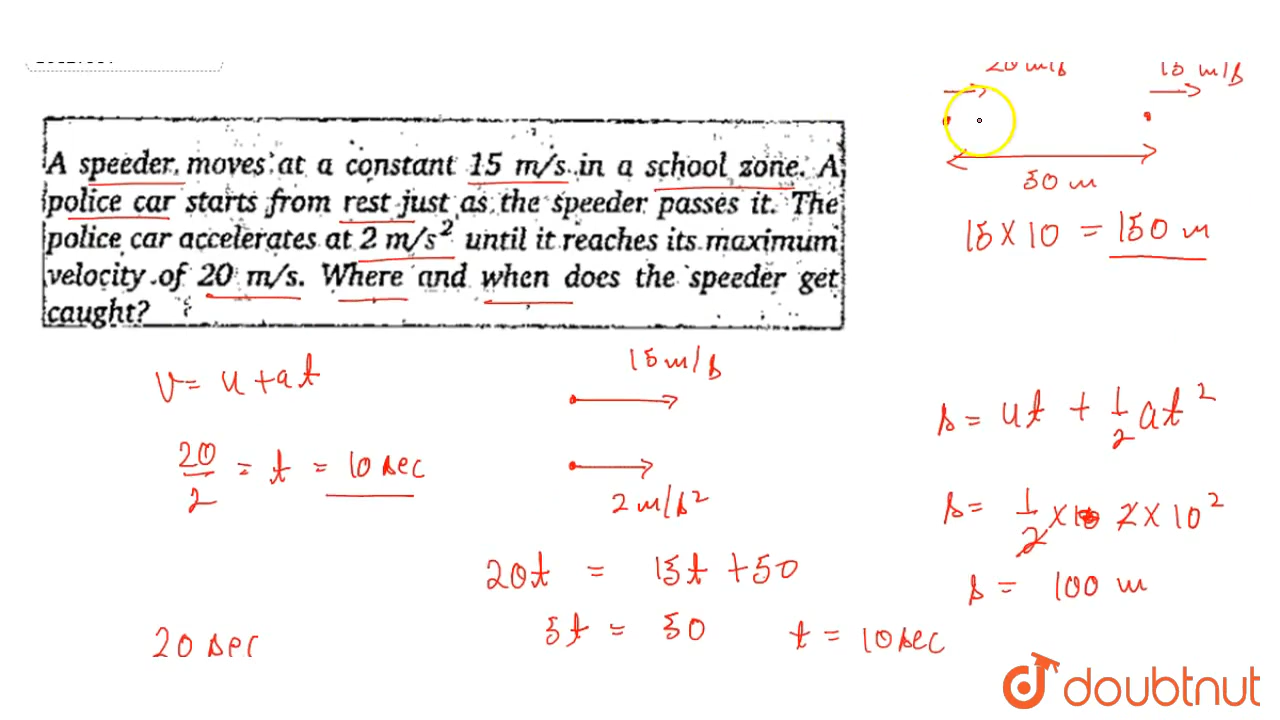 20 m/s
15 m/s
50 m
15 × 10 = 150 m
A speeder moves at a constant 15 m/s in a school zone. A
police car starts from rest just as the speeder passes it. The
police car accelerates at 2 m/s² until it reaches its maximum
velocity of 20 m/s. Where and when does the speeder get
caught?
v = u + at
20/2 = t = 10 sec
15 m/s
2 m/s²
s = ut + 1/2 at²
s = 1/2 × 2 × 10²
s = 100 m
20t = 15t + 50
5t = 50
t = 10 sec
20 sec
doubtnut